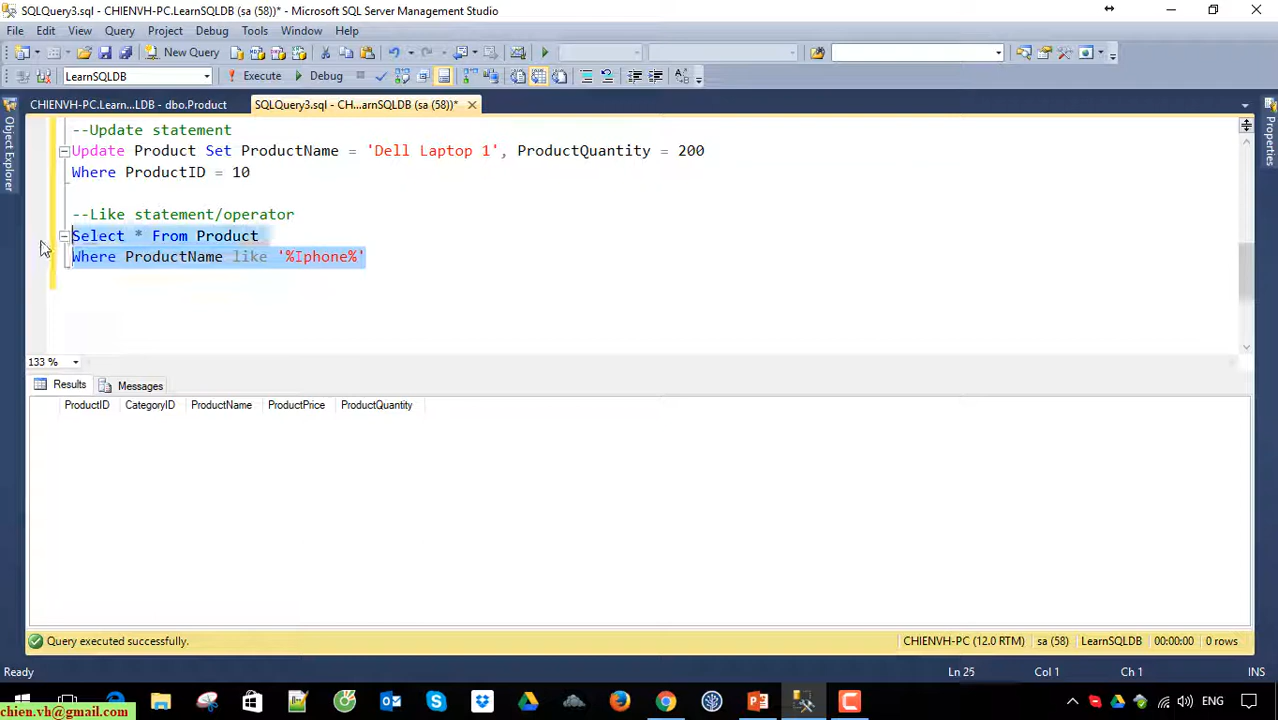 SQLQuery3.sql - CHIENVH-PC.LearnSQLDB (sa (58))* - Microsoft SQL Server Management Studio
File Edit View Query Project Debug Tools Window Help
New Query
LearnSQLDB Execute Debug
CHIENVH-PC.Learn...LDB - dbo.Product SQLQuery3.sql - CH...arnSQLDB (sa (58))*
Object Explorer
Properties
--Update statement
Update Product Set ProductName = 'Dell Laptop 1', ProductQuantity = 200
Where ProductID = 10
--Like statement/operator
Select * From Product
Where ProductName like '%Iphone%'
133 %
Results Messages
ProductID CategoryID ProductName ProductPrice ProductQuantity
Query executed successfully. CHIENVH-PC (12.0 RTM) sa (58) LearnSQLDB 00:00:00 0 rows
Ready Ln 25 Col 1 Ch 1 INS
ENG
chien.vh@gmail.com